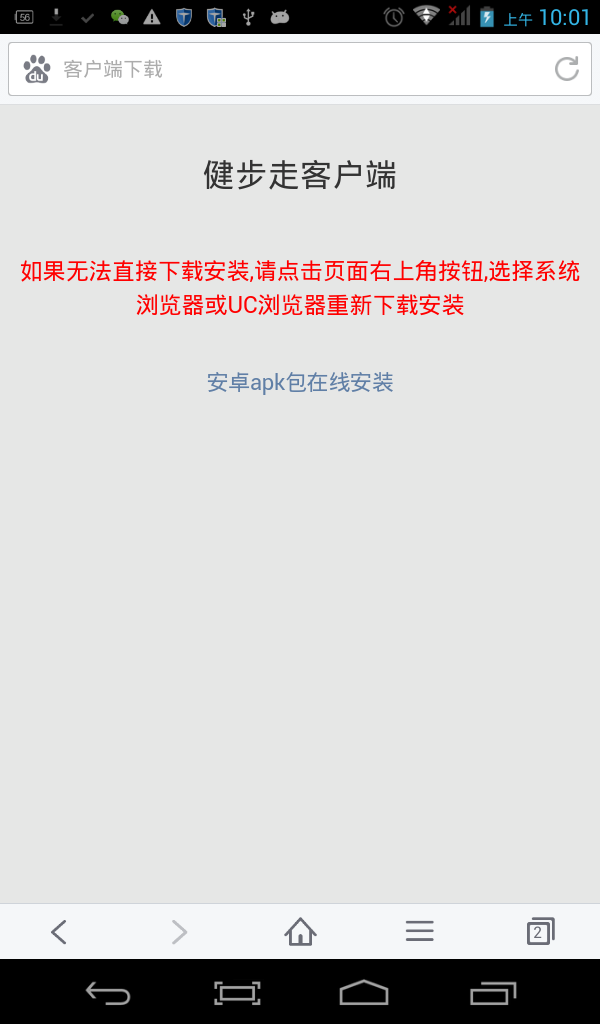 56
上午 10:01
du 客户端下载
健步走客户端
如果无法直接下载安装,请点击页面右上角按钮,选择系统
浏览器或UC浏览器重新下载安装
安卓apk包在线安装
2